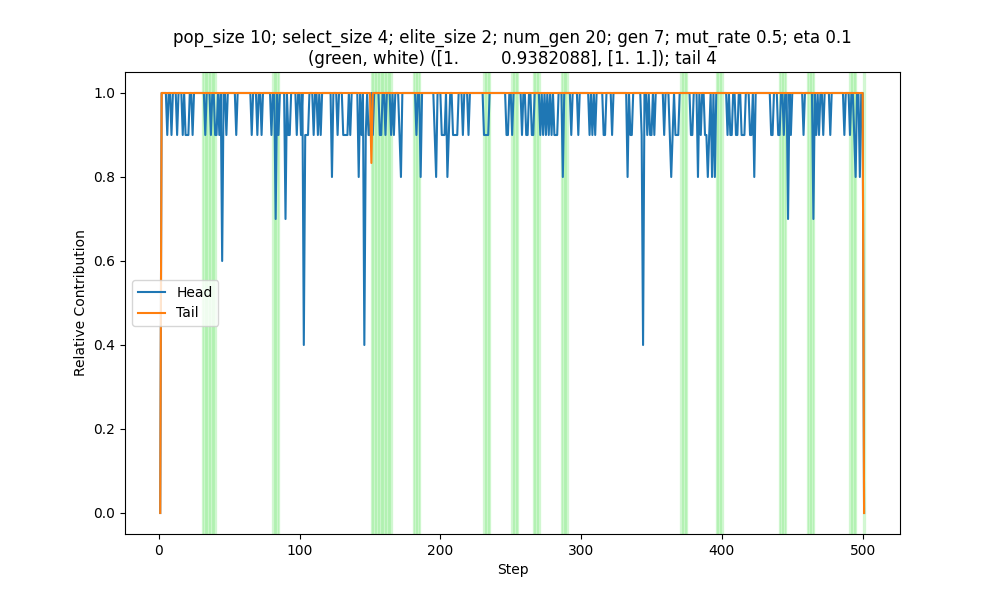 pop_size 10; select_size 4; elite_size 2; num_gen 20; gen 7; mut_rate 0.5; eta 0.1
(green, white) ([1.        0.9382088], [1. 1.]); tail 4
1.0
0.8
0.6
0.4
0.2
0.0
Relative Contribution
Head
Tail
0
100
200
300
400
500
Step